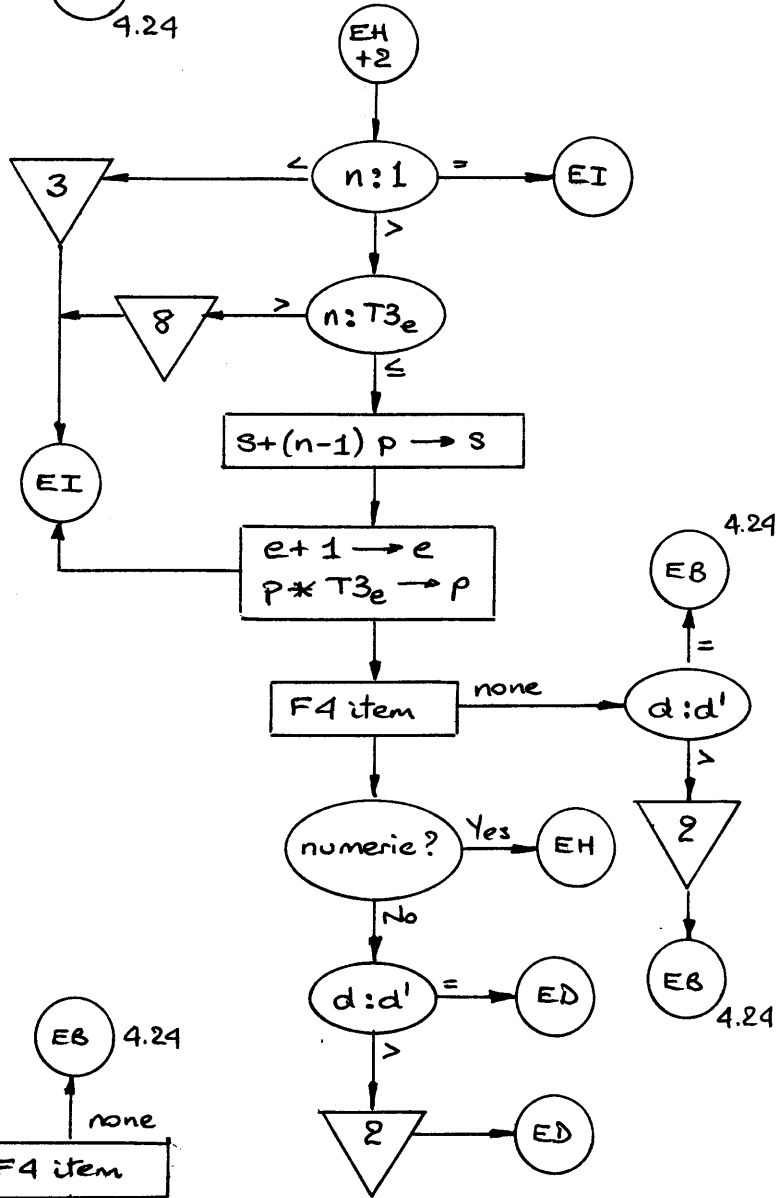 4.24
EH
+2
n:1
<
=
EI
3
>
n:T3e
>
8
≤
S+(n-1) p → S
EI
e+ 1 → e
p* T3e → p
4.24
EB
=
F4 item
none
d:d'
>
2
numeric?
Yes
EH
No
EB
4.24
d:d'
=
ED
>
EB
4.24
none
2
ED
F4 item